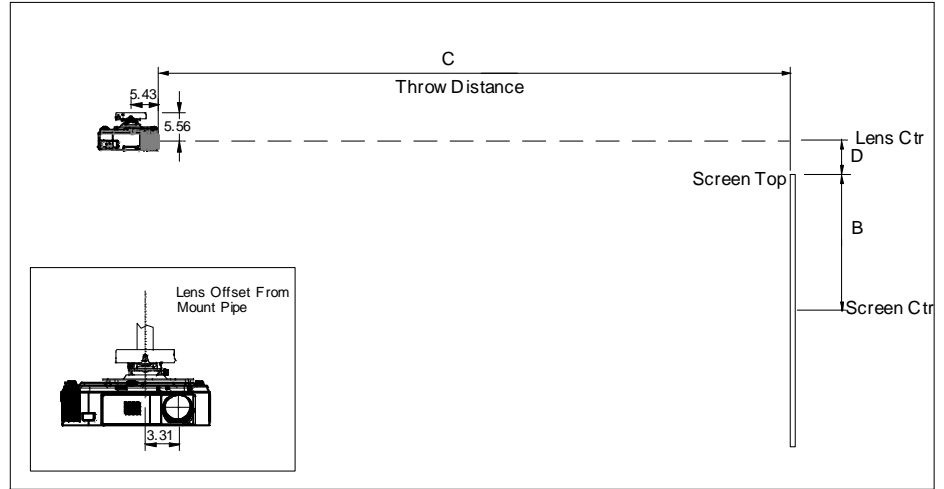 C
Throw Distance
5.43
5.56
Lens Ctr
D
Screen Top
B
Screen Ctr
Lens Offset From
Mount Pipe
3.31